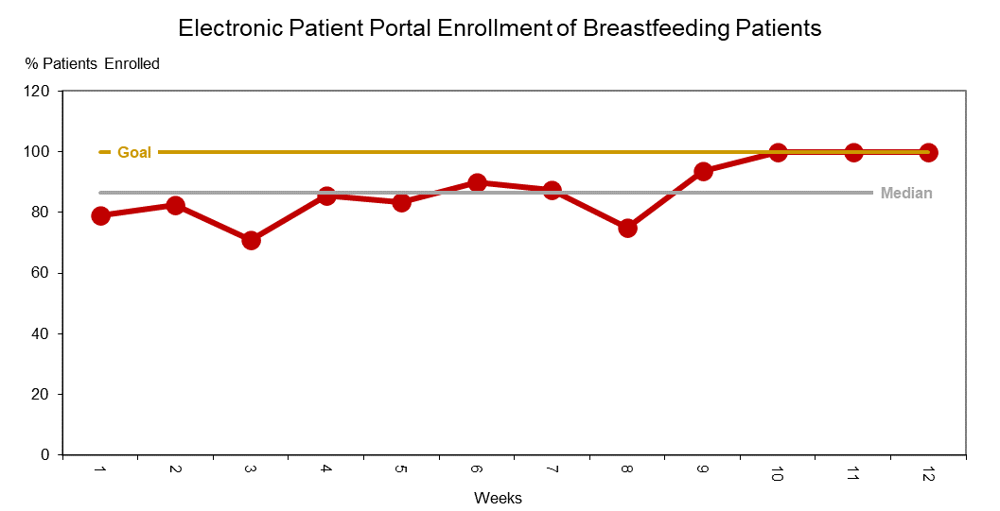 Electronic Patient Portal Enrollment of Breastfeeding Patients
% Patients Enrolled
120
100
Goal
80
Median
60
40
20
0
1 2 3 4 5 6 7 8 9 10 11 12
Weeks